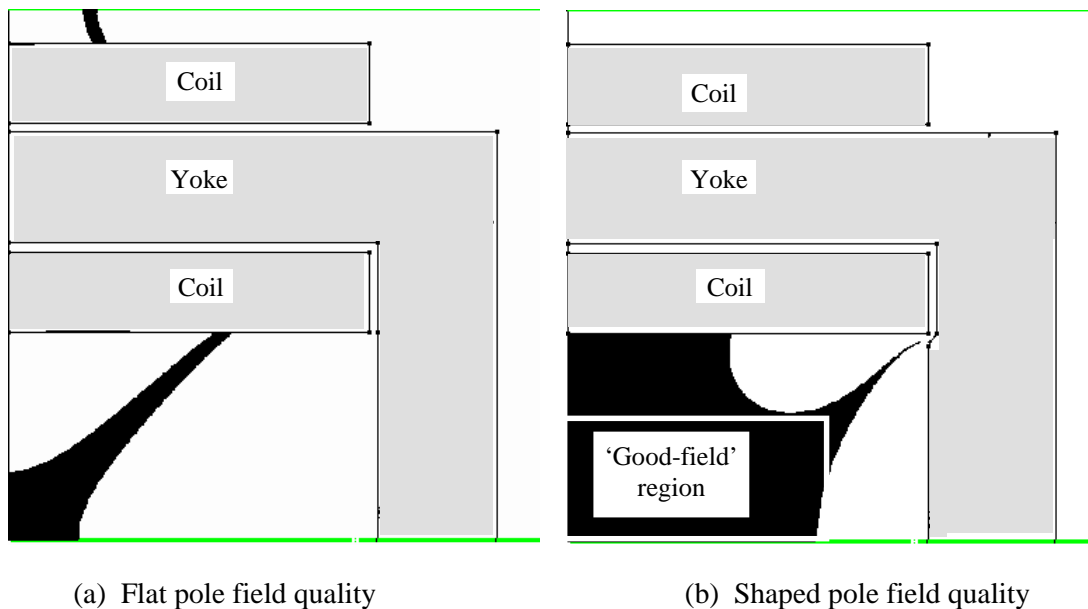 Coil
Yoke
Coil
(a) Flat pole field quality
Coil
Yoke
Coil
‘Good-field’
region
(b) Shaped pole field quality